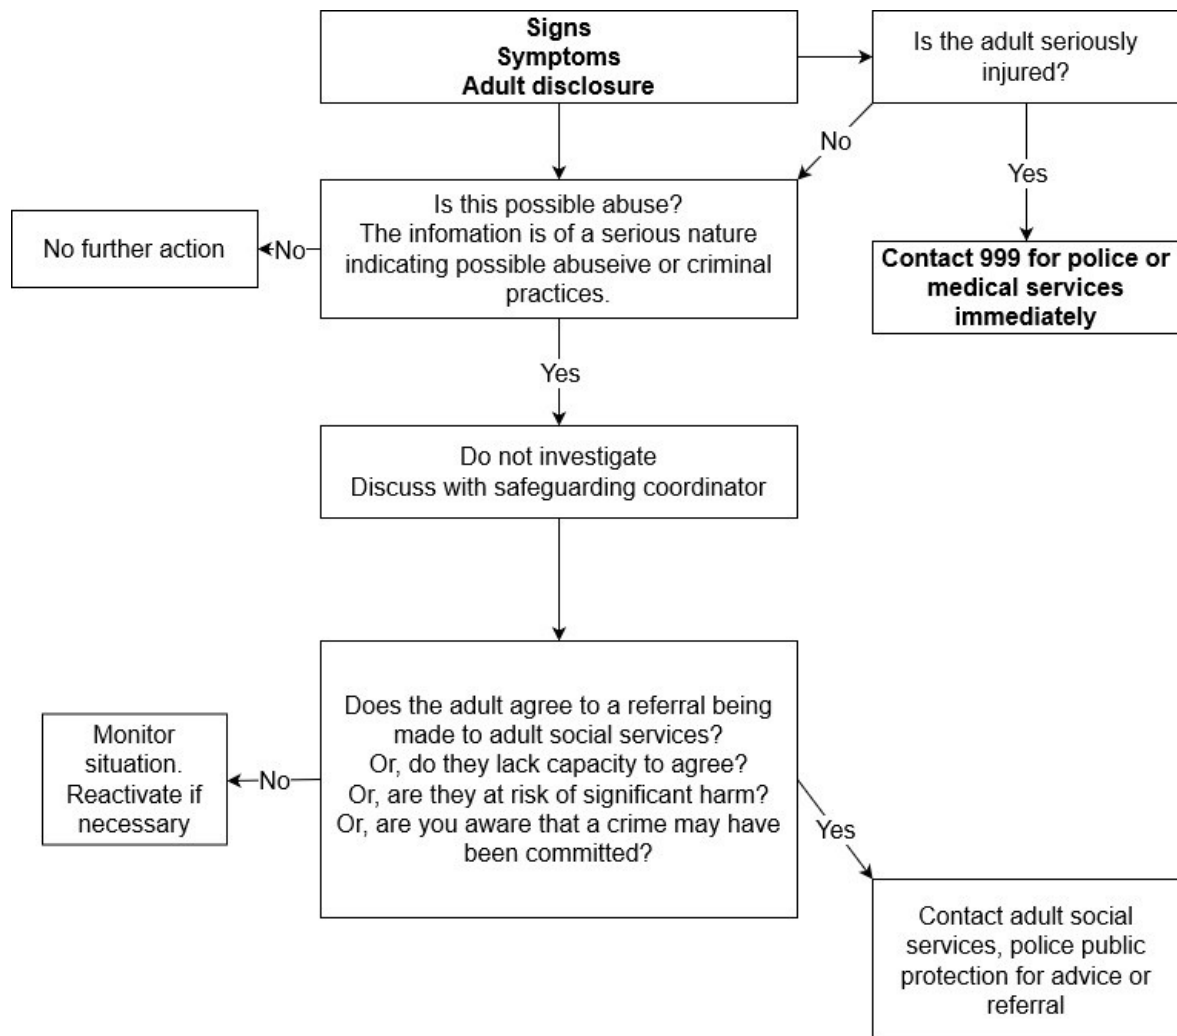 Signs
Symptoms
Adult disclosure
Is the adult seriously
injured?
No
Yes
Is this possible abuse?
The infomation is of a serious nature
indicating possible abuseive or criminal
practices.
No
No further action
Contact 999 for police or
medical services
immediately
Yes
Do not investigate
Discuss with safeguarding coordinator
Does the adult agree to a referral being
made to adult social services?
Or, do they lack capacity to agree?
Or, are they at risk of significant harm?
Or, are you aware that a crime may have
been committed?
No
Monitor
situation.
Reactivate if
necessary
Yes
Contact adult social
services, police public
protection for advice or
referral